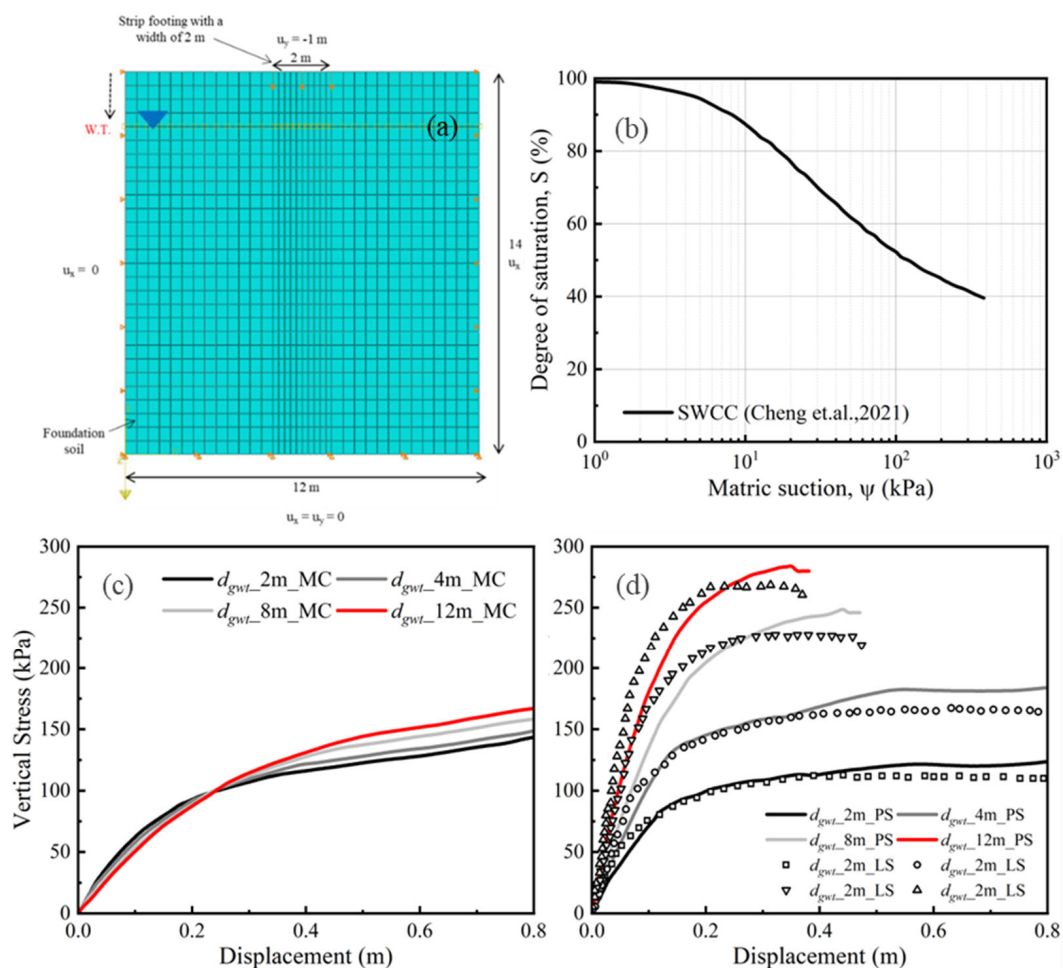 Strip footing with a
width of 2 m
u_y = -1 m
2 m
W.T.
(a)
u_x = 0
14
u_x
Foundation
soil
12 m
u_x = u_y = 0
100
80
60
40
20
0
Degree of saturation, S (%)
(b)
SWCC (Cheng et.al.,2021)
10^0
10^1
10^2
10^3
Matric suction, ψ (kPa)
300
250
200
150
100
50
0
Vertical Stress (kPa)
(c)
d_gwt_2m_MC
d_gwt_4m_MC
d_gwt_8m_MC
d_gwt_12m_MC
0.0
0.2
0.4
0.6
0.8
Displacement (m)
300
250
200
150
100
50
0
(d)
d_gwt_2m_PS
d_gwt_4m_PS
d_gwt_8m_PS
d_gwt_12m_PS
d_gwt_2m_LS
d_gwt_2m_LS
d_gwt_2m_LS
d_gwt_2m_LS
0.0
0.2
0.4
0.6
0.8
Displacement (m)